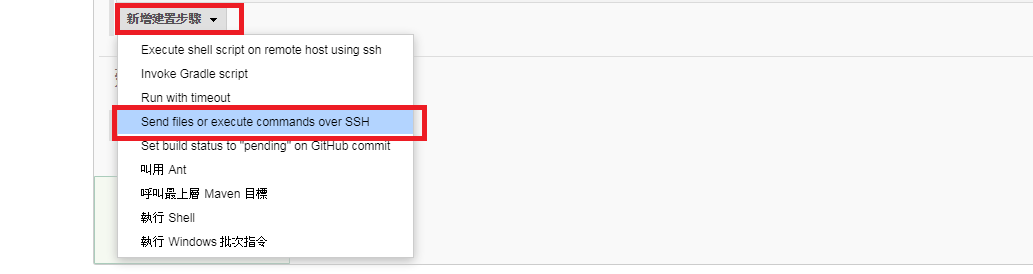 新增建置步驟
Execute shell script on remote host using ssh
Invoke Gradle script
Run with timeout
Send files or execute commands over SSH
Set build status to "pending" on GitHub commit
叫用 Ant
呼叫最上層 Maven 目標
執行 Shell
執行 Windows 批次指令